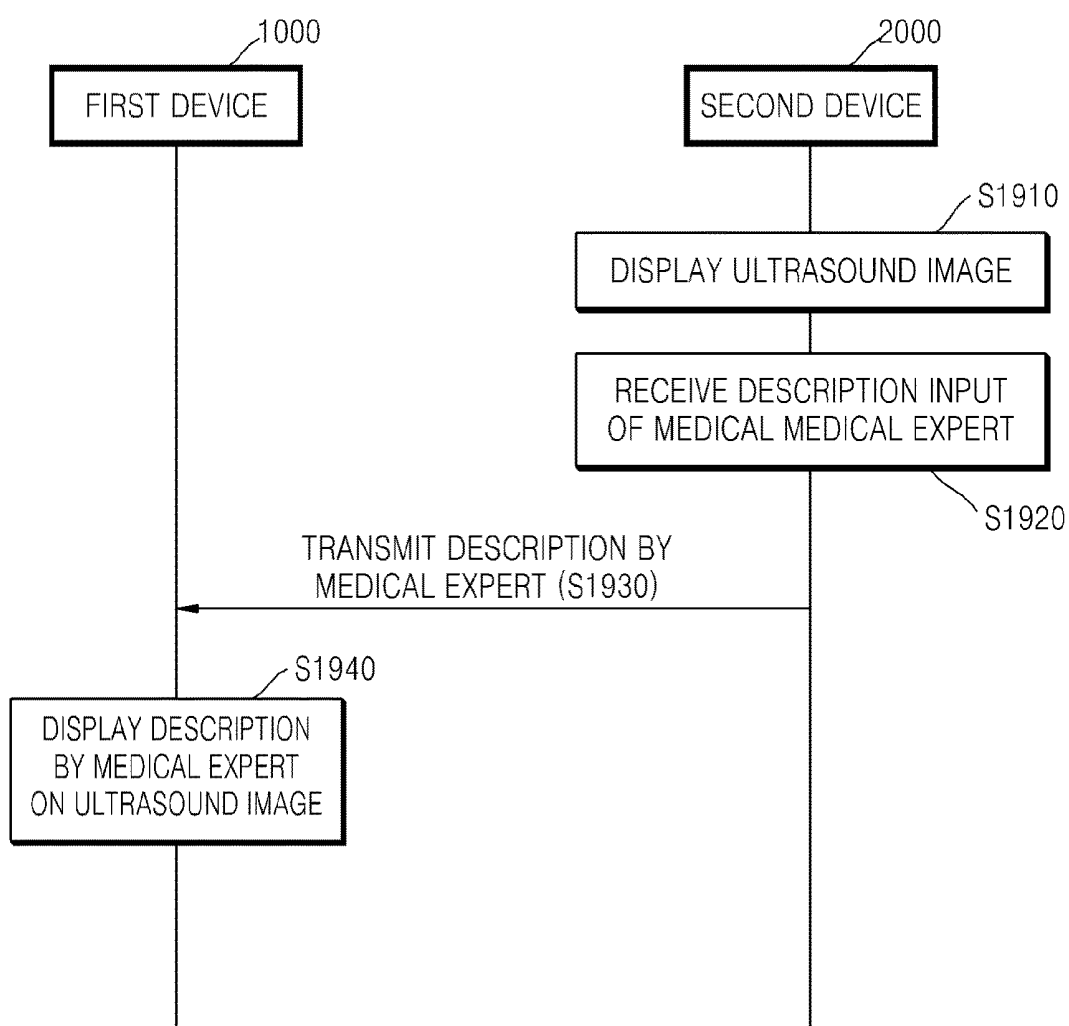 1000
2000
FIRST DEVICE
SECOND DEVICE
S1910
DISPLAY ULTRASOUND IMAGE
RECEIVE DESCRIPTION INPUT
OF MEDICAL MEDICAL EXPERT
S1920
TRANSMIT DESCRIPTION BY
MEDICAL EXPERT (S1930)
S1940
DISPLAY DESCRIPTION
BY MEDICAL EXPERT
ON ULTRASOUND IMAGE